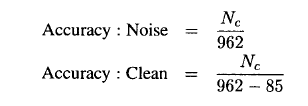 Accuracy : Noise = N_c / 962
Accuracy : Clean = N_c / (962 − 85)